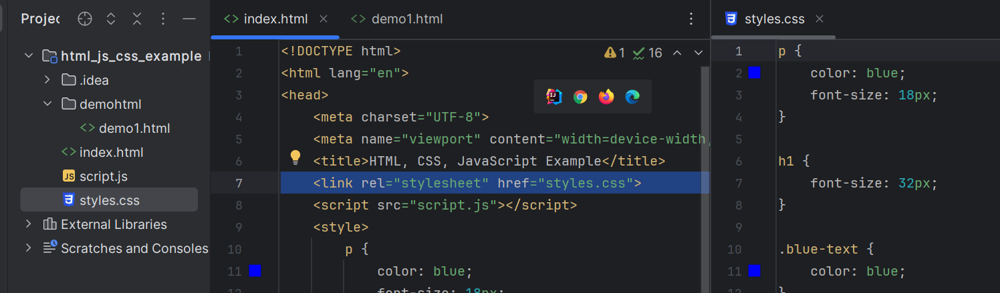 Projec
html_js_css_example
.idea
demohtml
demo1.html
index.html
script.js
styles.css
External Libraries
Scratches and Consoles
index.html
demo1.html
1 <!DOCTYPE html>
2 <html lang="en">
3 <head>
4 <meta charset="UTF-8">
5 <meta name="viewport" content="width=device-width,
6 <title>HTML, CSS, JavaScript Example</title>
7 <link rel="stylesheet" href="styles.css">
8 <script src="script.js"></script>
9 <style>
10 p {
11 color: blue;
12 font-size: 18px;
1 16
styles.css
1 p {
2 color: blue;
3 font-size: 18px;
4 }
5
6 h1 {
7 font-size: 32px;
8 }
9
10 .blue-text {
11 color: blue;
12 }